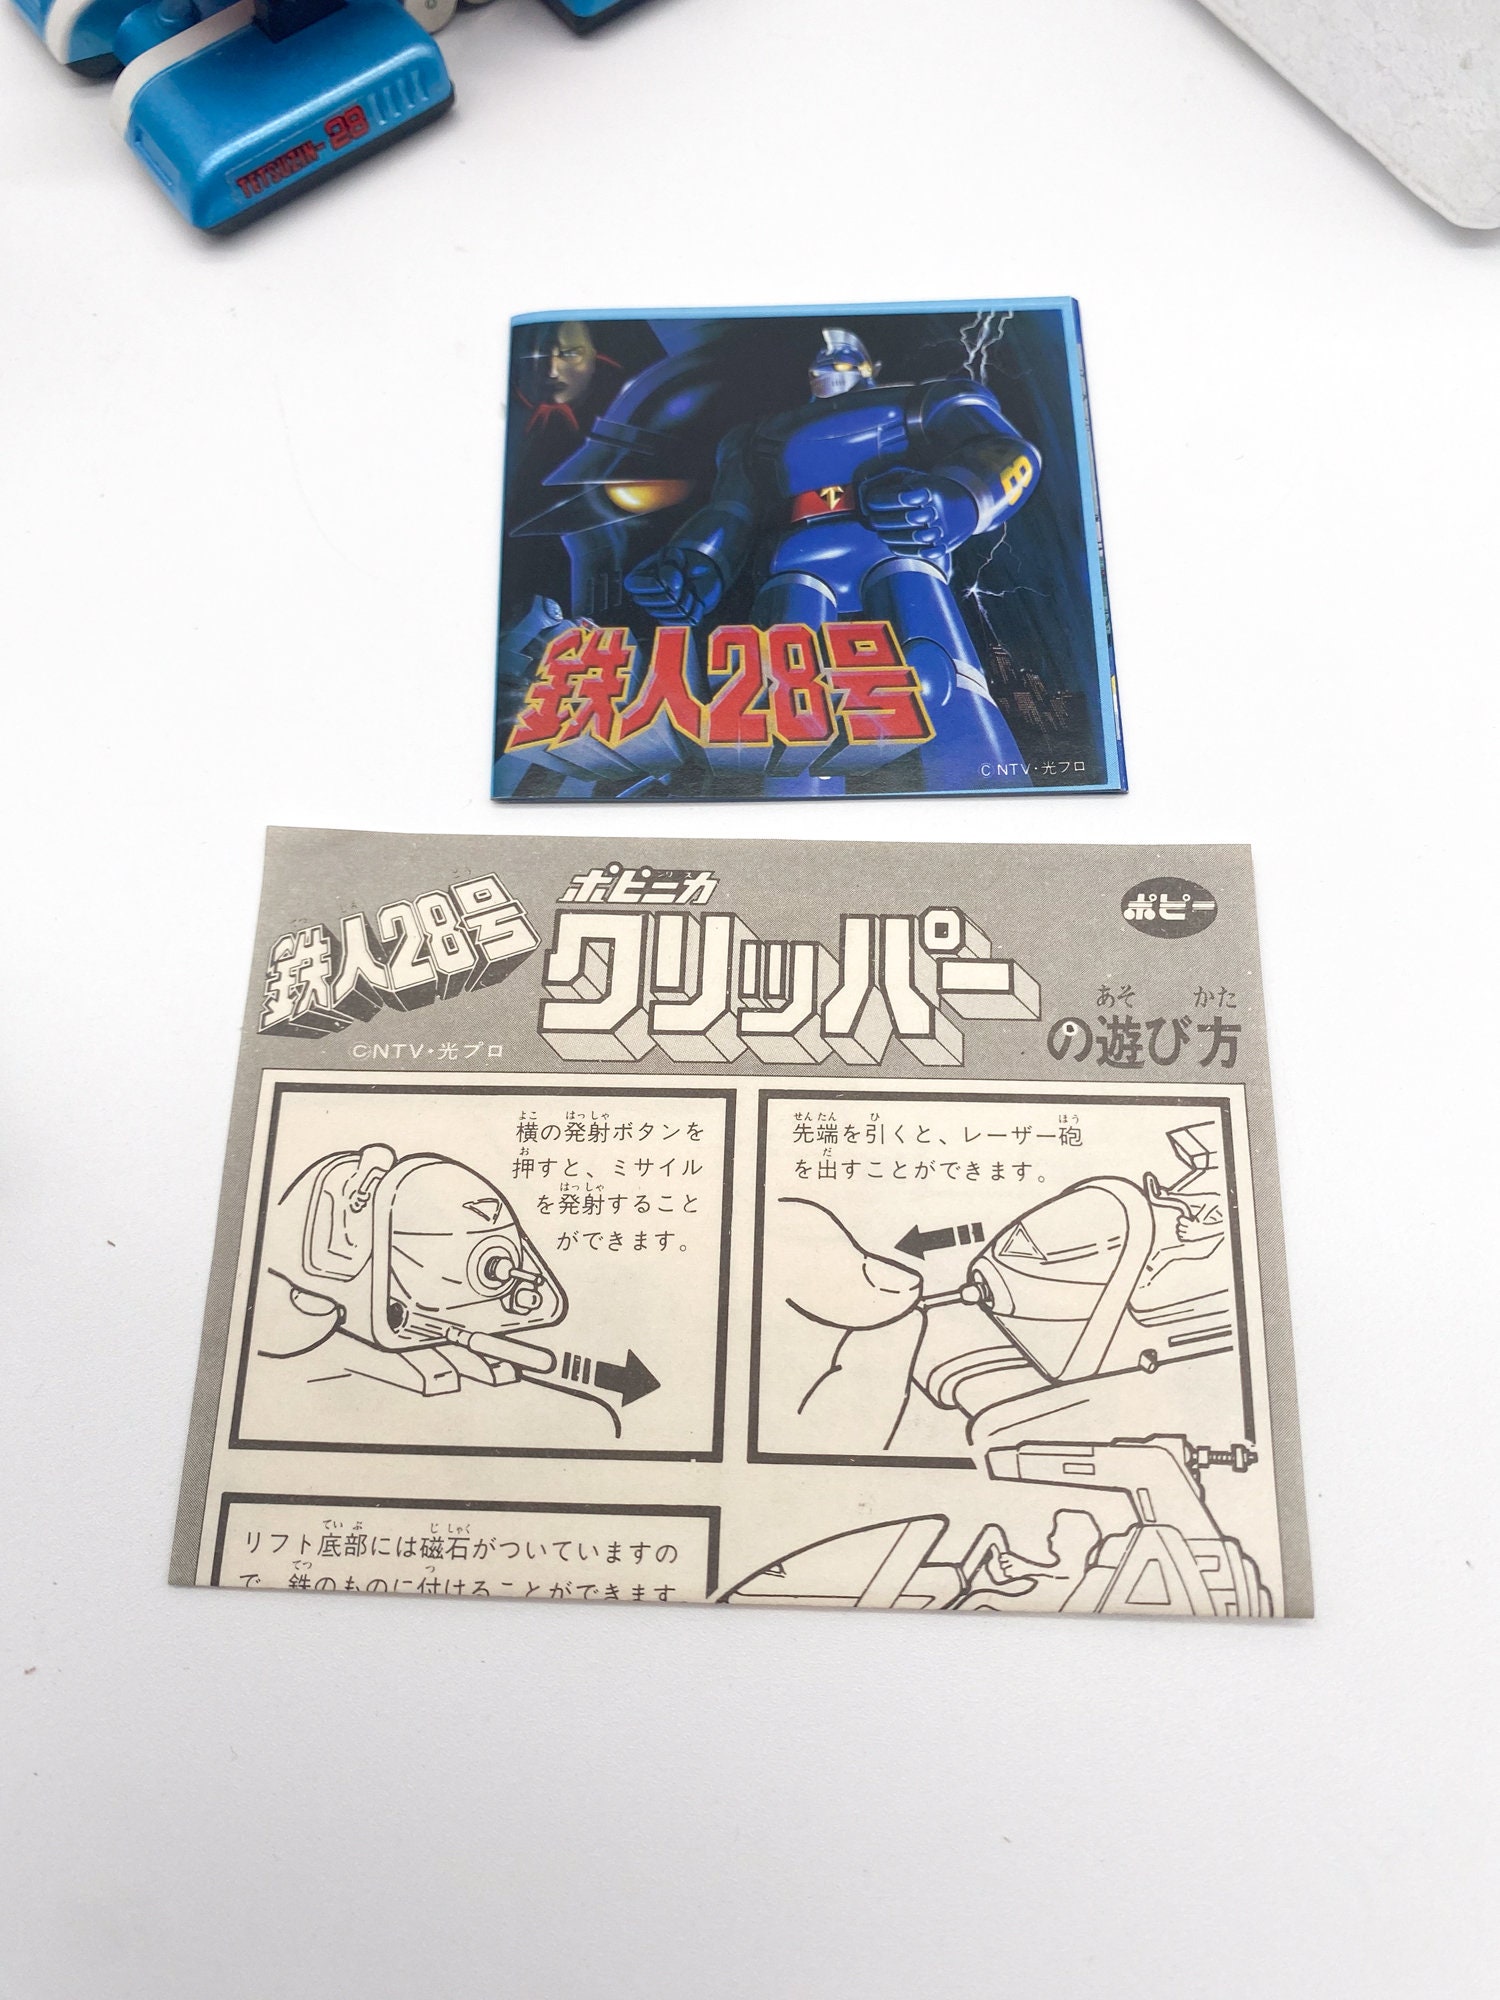 TETSUZIN-28
鉄人28号
© NTV・光プロ
鉄人28号
ポピニカ
クリッパー
ポピー
の遊び方
あそ かた
©NTV・光プロ
横の発射ボタンを
押すと、ミサイル
を発射すること
ができます。
先端を引くと、レーザー砲
を出すことができます。
リフト底部には磁石がついていますの
で、鉄のものに付けることができます。